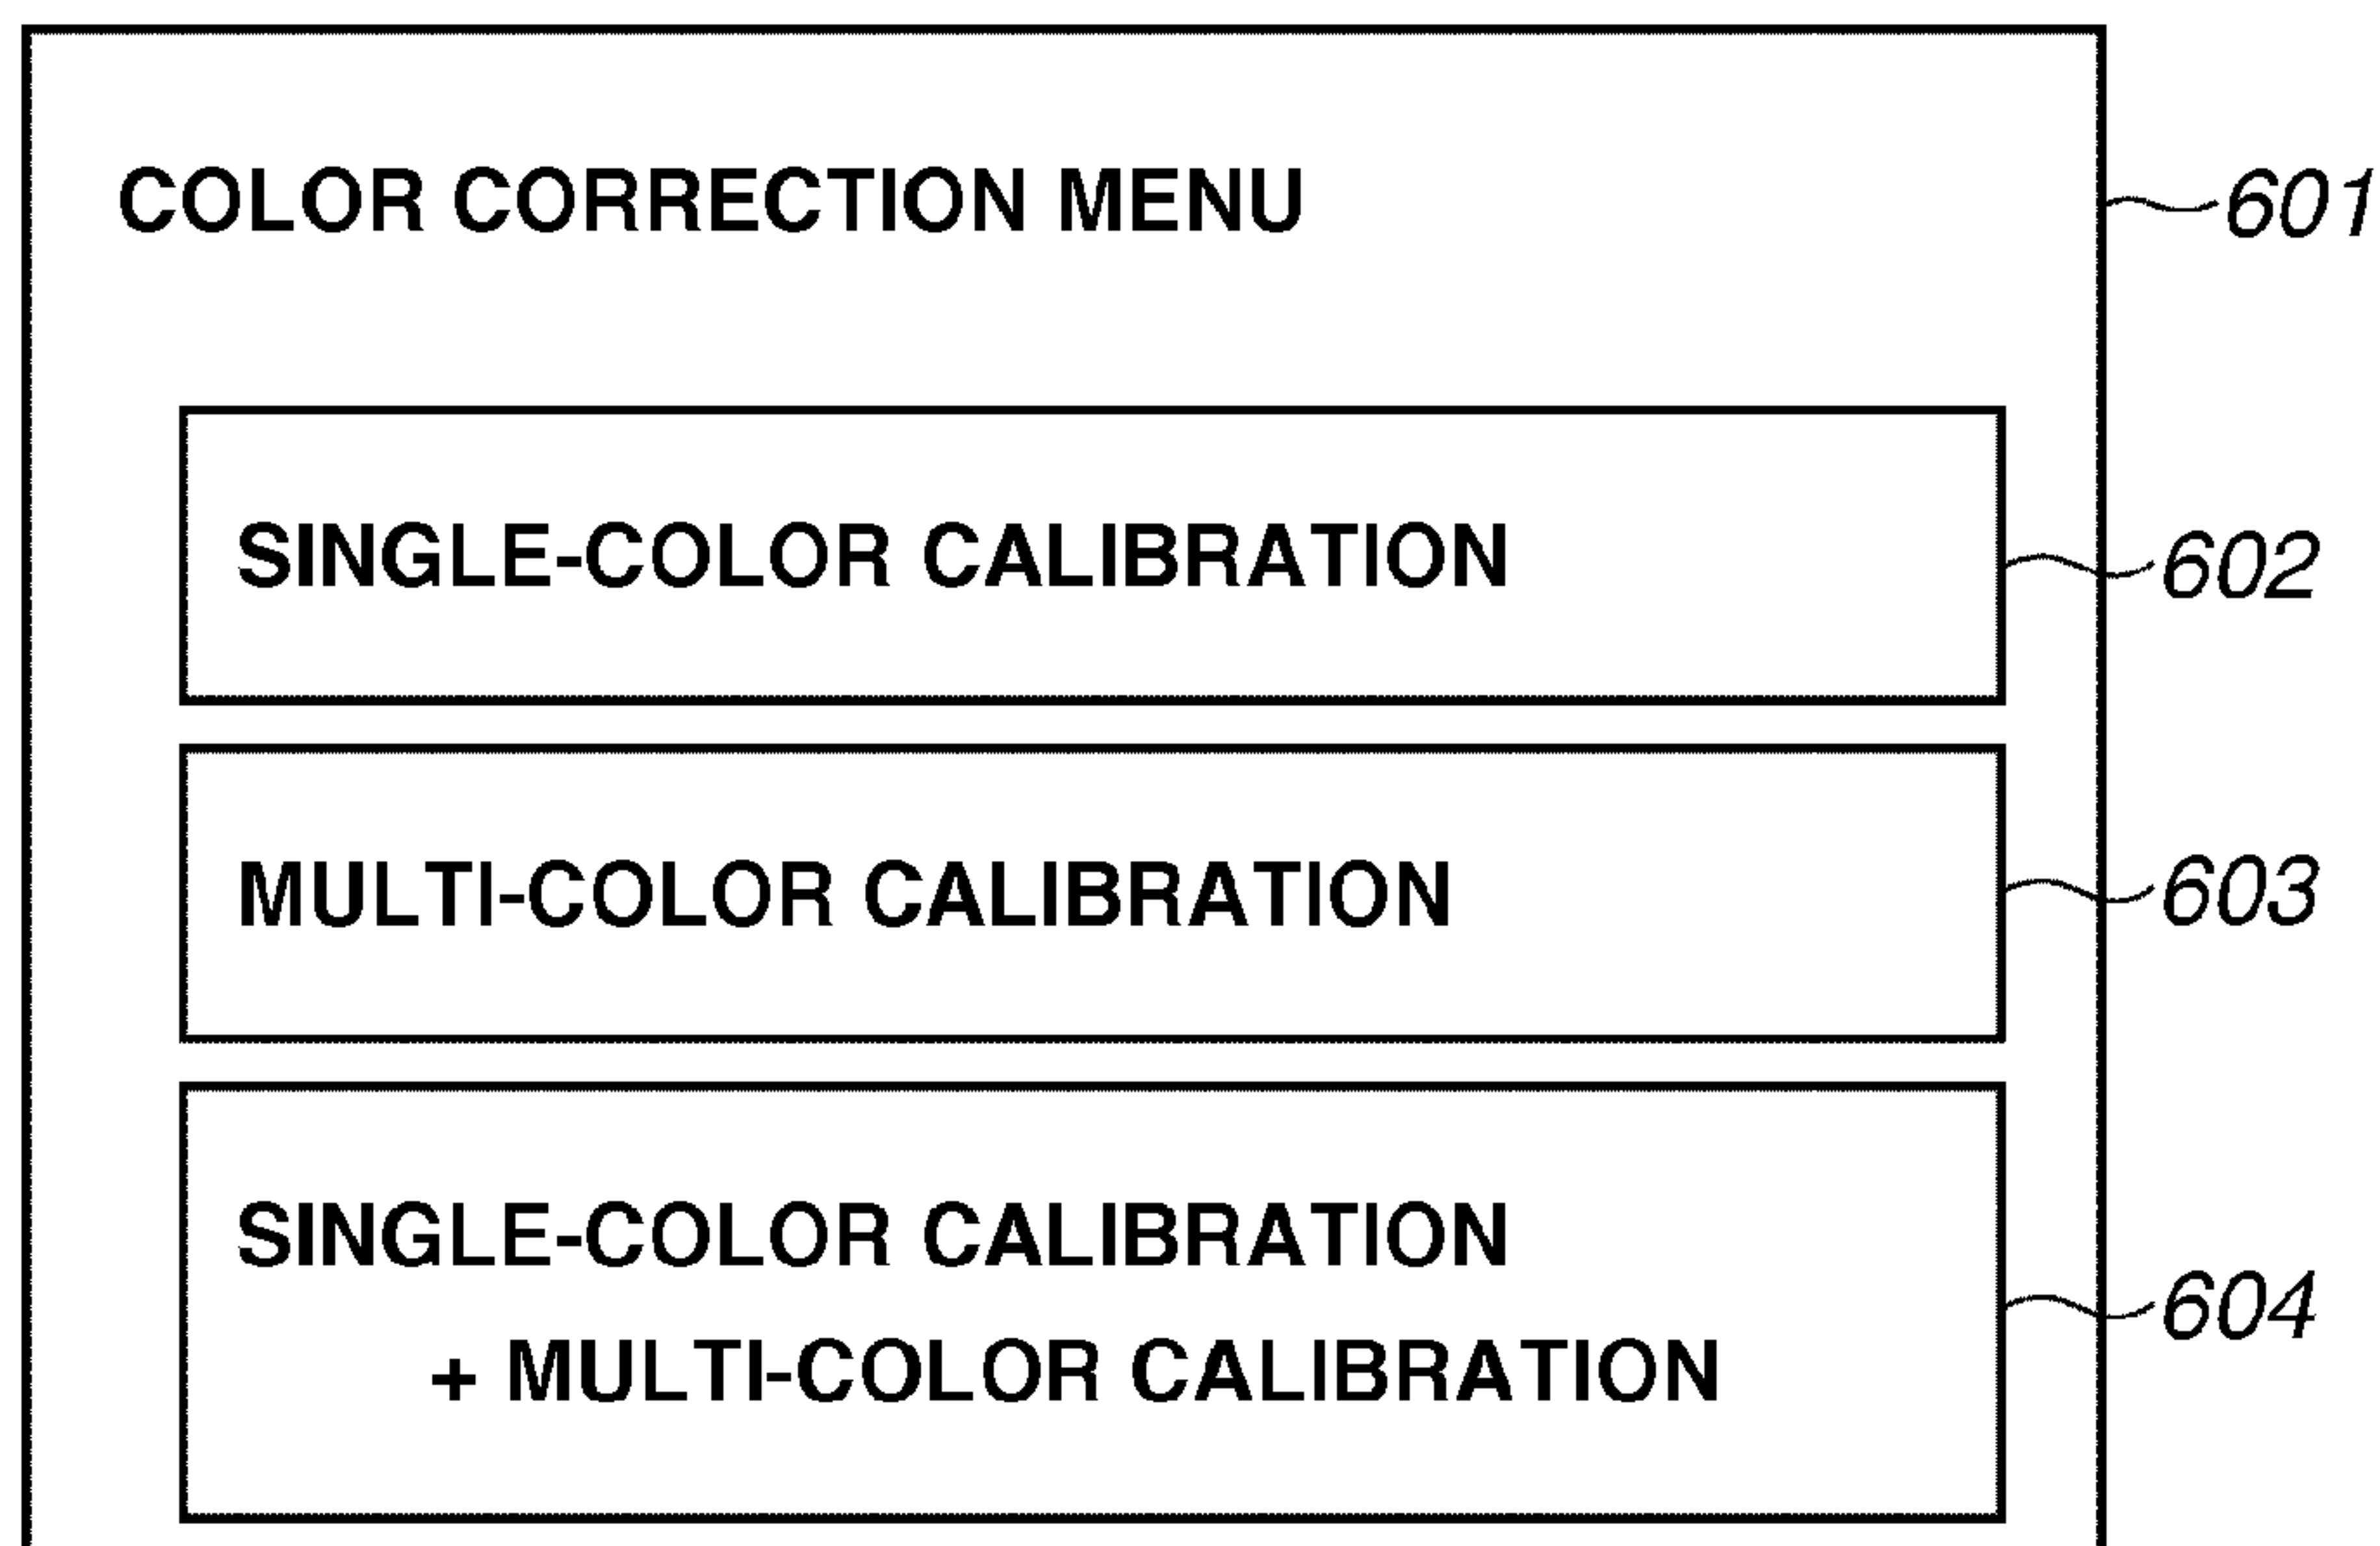 COLOR CORRECTION MENU
601
SINGLE-COLOR CALIBRATION
602
MULTI-COLOR CALIBRATION
603
SINGLE-COLOR CALIBRATION
+ MULTI-COLOR CALIBRATION
604